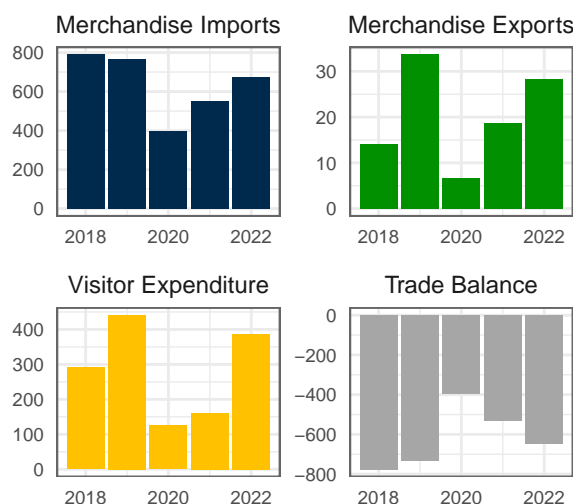 Merchandise Imports
800
600
400
200
0
2018 2020 2022
Merchandise Exports
30
20
10
0
2018 2020 2022
Visitor Expenditure
400
300
200
100
0
2018 2020 2022
Trade Balance
0
−200
−400
−600
−800
2018 2020 2022